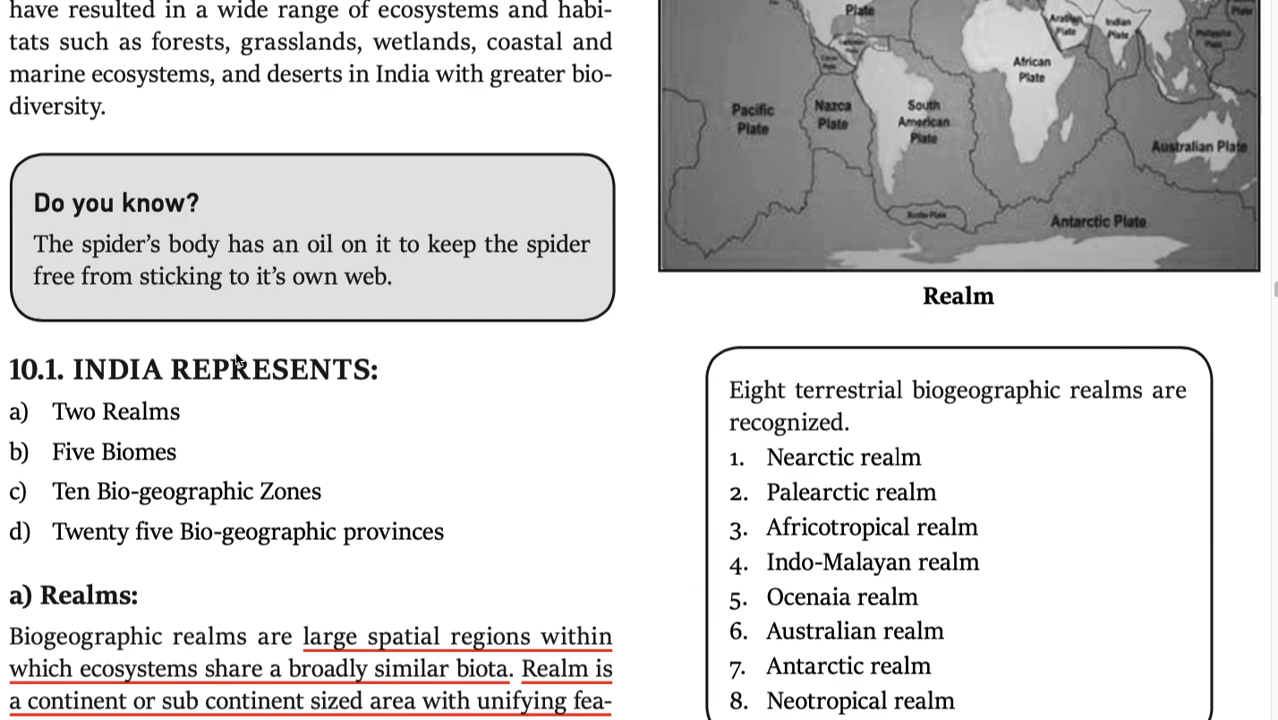 have resulted in a wide range of ecosystems and habi-
tats such as forests, grasslands, wetlands, coastal and
marine ecosystems, and deserts in India with greater bio-
diversity.
Do you know?
The spider’s body has an oil on it to keep the spider
free from sticking to it’s own web.
10.1. INDIA REPRESENTS:
a) Two Realms
b) Five Biomes
c) Ten Bio-geographic Zones
d) Twenty five Bio-geographic provinces
a) Realms:
Biogeographic realms are large spatial regions within
which ecosystems share a broadly similar biota. Realm is
a continent or sub continent sized area with unifying fea-
Plate
Arabian
Plate
Indian
Plate
Plate
African
Plate
Pacific
Plate
Nazca
Plate
South
American
Plate
Australian Plate
Antarctic Plate
Realm
Eight terrestrial biogeographic realms are
recognized.
1. Nearctic realm
2. Palearctic realm
3. Africotropical realm
4. Indo-Malayan realm
5. Ocenaia realm
6. Australian realm
7. Antarctic realm
8. Neotropical realm